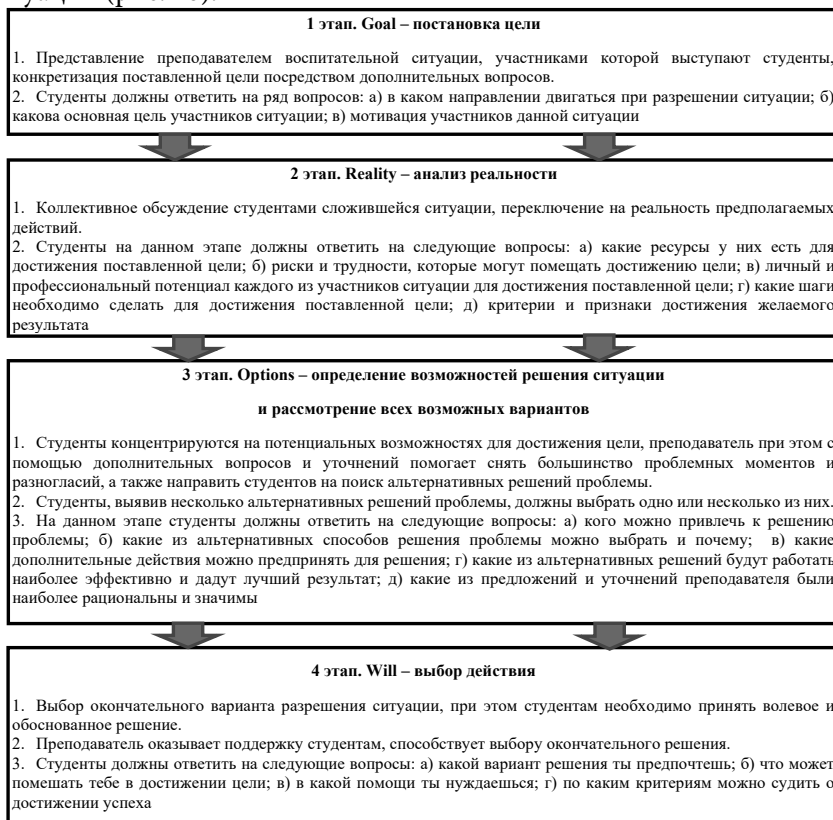 1 этап. Goal – постановка цели
1. Представление преподавателем воспитательной ситуации, участниками которой выступают студенты,
конкретизация поставленной цели посредством дополнительных вопросов.
2. Студенты должны ответить на ряд вопросов: а) в каком направлении двигаться при разрешении ситуации; б)
какова основная цель участников ситуации; в) мотивация участников данной ситуации
2 этап. Reality – анализ реальности
1. Коллективное обсуждение студентами сложившейся ситуации, переключение на реальность предполагаемых
действий.
2. Студенты на данном этапе должны ответить на следующие вопросы: а) какие ресурсы у них есть для
достижения поставленной цели; б) риски и трудности, которые могут помещать достижению цели; в) личный и
профессиональный потенциал каждого из участников ситуации для достижения поставленной цели; г) какие шаги
необходимо сделать для достижения поставленной цели; д) критерии и признаки достижения желаемого
результата
3 этап. Options – определение возможностей решения ситуации
и рассмотрение всех возможных вариантов
1. Студенты концентрируются на потенциальных возможностях для достижения цели, преподаватель при этом с
помощью дополнительных вопросов и уточнений помогает снять большинство проблемных моментов и
разногласий, а также направить студентов на поиск альтернативных решений проблемы.
2. Студенты, выявив несколько альтернативных решений проблемы, должны выбрать одно или несколько из них.
3. На данном этапе студенты должны ответить на следующие вопросы: а) кого можно привлечь к решению
проблемы; б) какие из альтернативных способов решения проблемы можно выбрать и почему; в) какие
дополнительные действия можно предпринять для решения; г) какие из альтернативных решений будут работать
наиболее эффективно и дадут лучший результат; д) какие из предложений и уточнений преподавателя были
наиболее рациональны и значимы
4 этап. Will – выбор действия
1. Выбор окончательного варианта разрешения ситуации, при этом студентам необходимо принять волевое и
обоснованное решение.
2. Преподаватель оказывает поддержку студентам, способствует выбору окончательного решения.
3. Студенты должны ответить на следующие вопросы: а) какой вариант решения ты предпочтешь; б) что может
помешать тебе в достижении цели; в) в какой помощи ты нуждаешься; г) по каким критериям можно судить о
достижении успеха